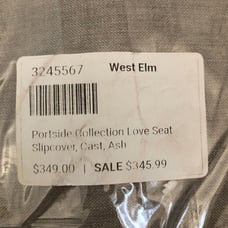 3245567 West Elm
Portside Collection Love Seat
Slipcover, Cast, Ash
$349.00 | SALE $345.99